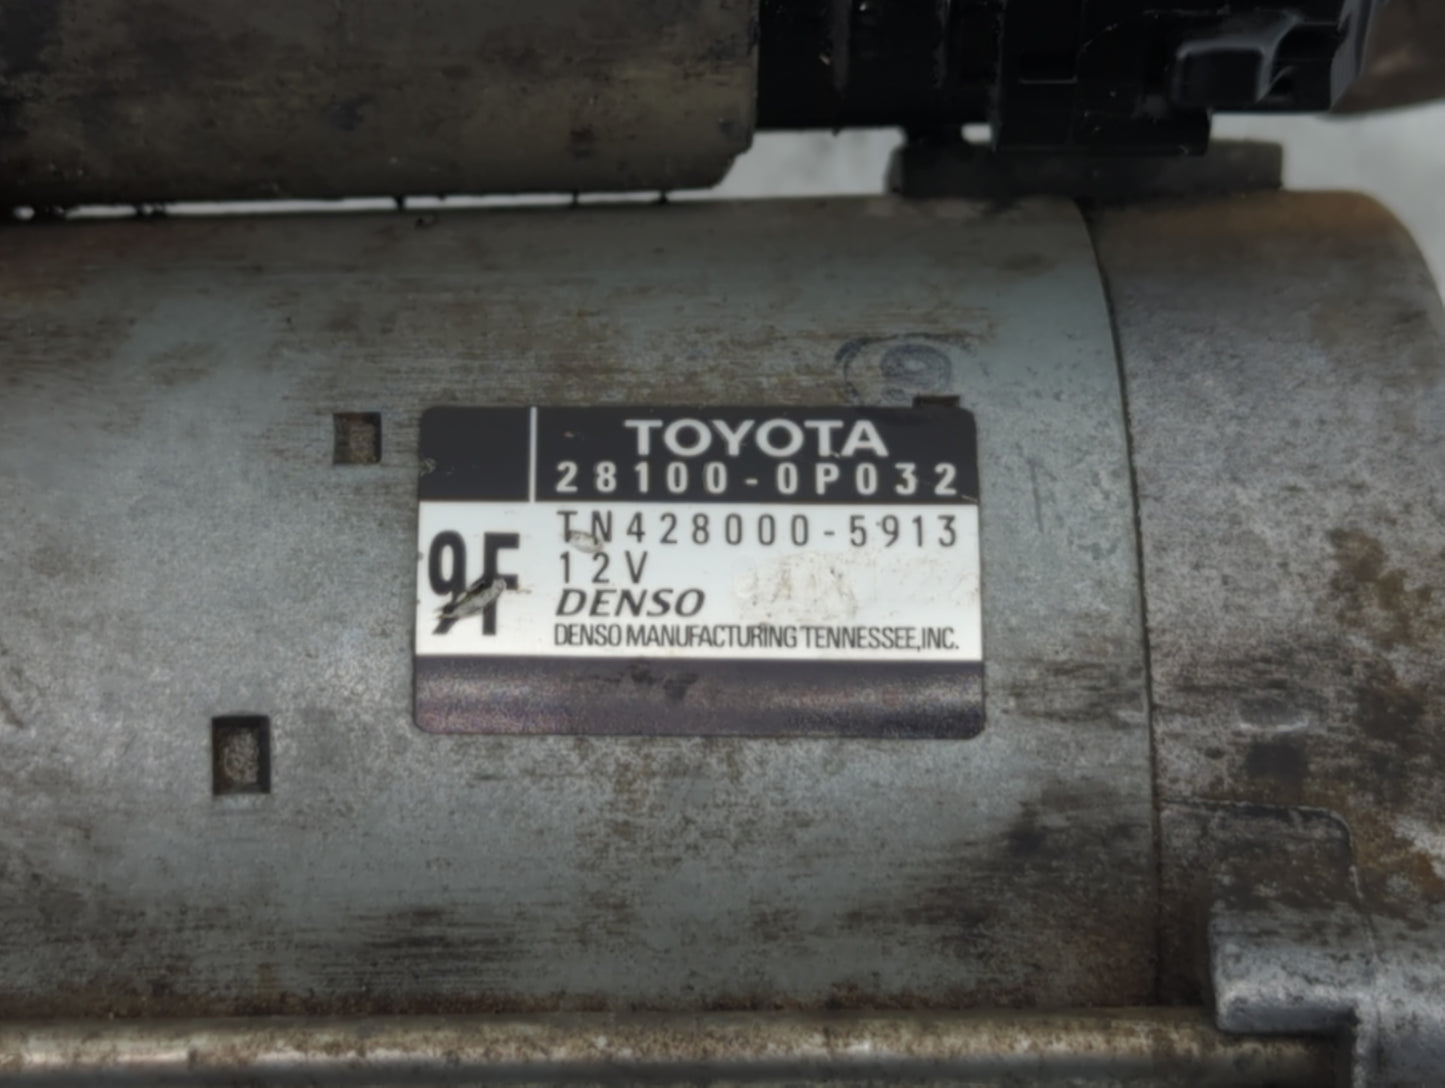 TOYOTA
28100-0P032
TN428000-5913
9F
12V
DENSO
DENSO MANUFACTURING TENNESSEE,INC.